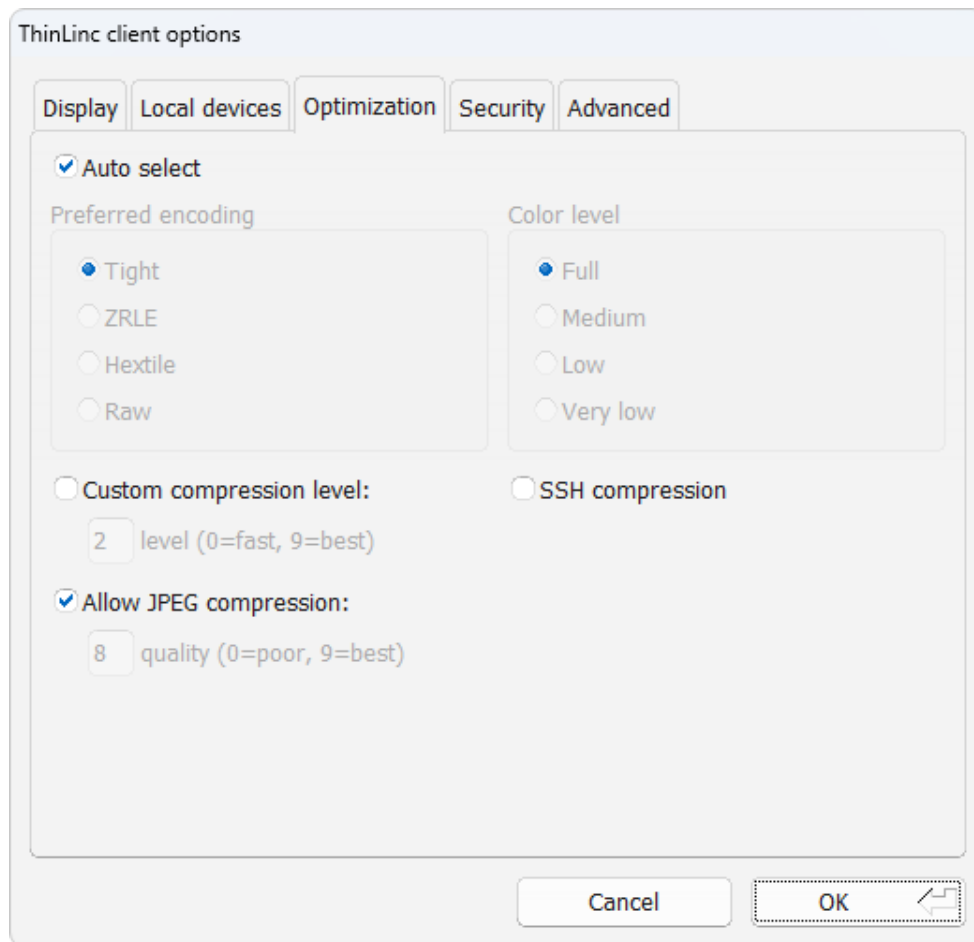 ThinLinc client options
Display Local devices Optimization Security Advanced
Auto select
Preferred encoding
Tight
ZRLE
Hextile
Raw
Color level
Full
Medium
Low
Very low
Custom compression level:
2 level (0=fast, 9=best)
SSH compression
Allow JPEG compression:
8 quality (0=poor, 9=best)
Cancel OK